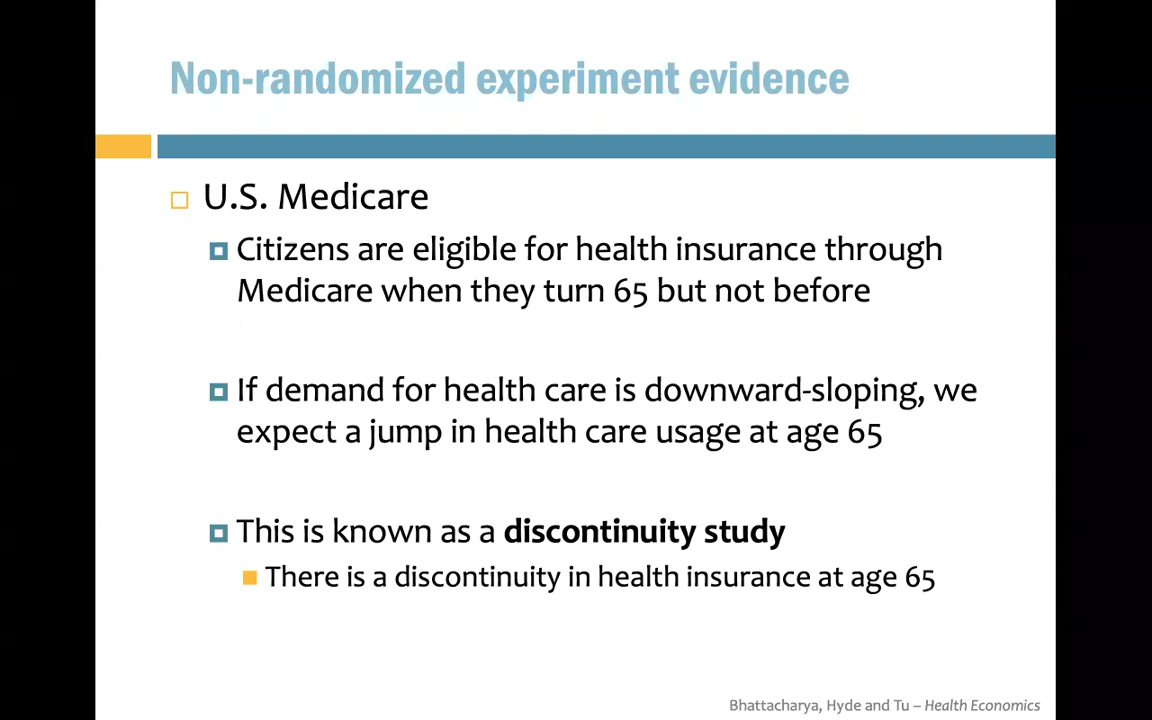 Non-randomized experiment evidence
U.S. Medicare
Citizens are eligible for health insurance through
Medicare when they turn 65 but not before
If demand for health care is downward-sloping, we
expect a jump in health care usage at age 65
This is known as a discontinuity study
There is a discontinuity in health insurance at age 65
Bhattacharya, Hyde and Tu – Health Economics